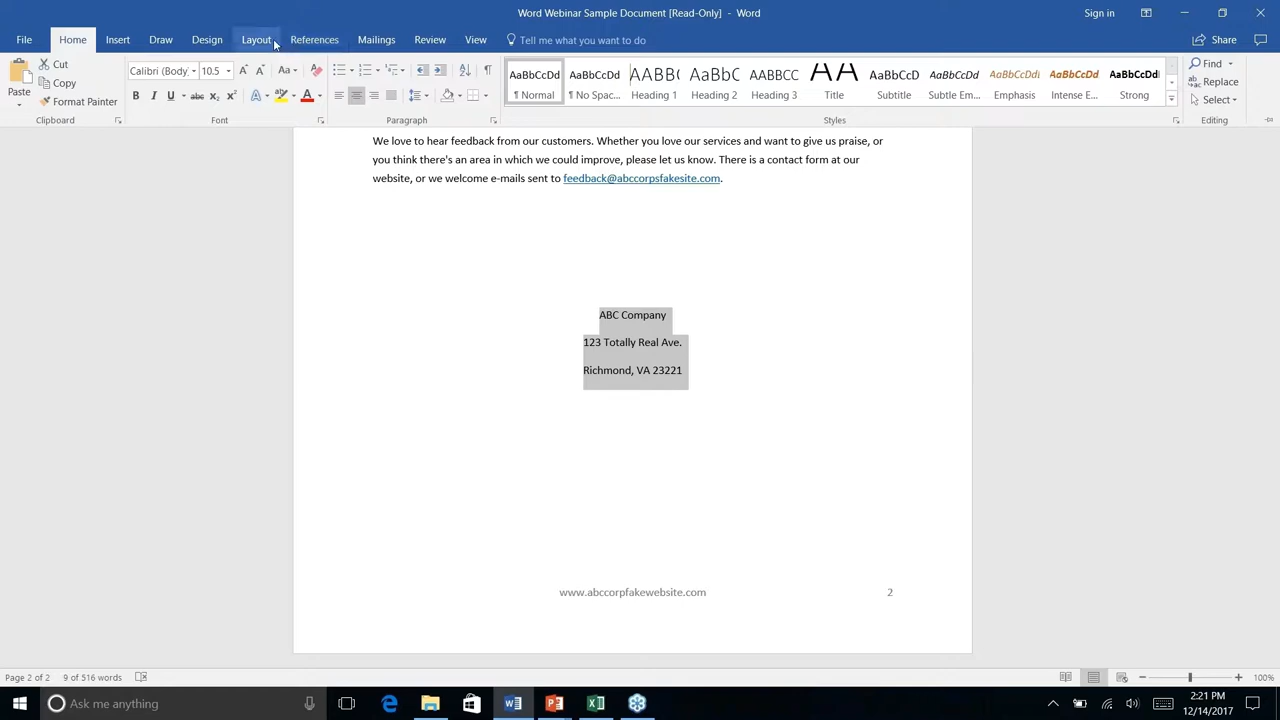 Word Webinar Sample Document [Read-Only] - Word
Sign in
File Home Insert Draw Design Layout References Mailings Review View Tell me what you want to do Share
Paste
Cut
Copy
Format Painter
Clipboard
Calibri (Body) 10.5
Aa
B I U abc x₂ x² A A
Font
Paragraph
AaBbCcDd AaBbCcDd AABBC AaBbC AABBCC AA AaBbCcD AaBbCcDd AaBbCcDdI AaBbCcDd AaBbCcDd
¶ Normal ¶ No Spac... Heading 1 Heading 2 Heading 3 Title Subtitle Subtle Em... Emphasis Intense E... Strong
Styles
Find
Replace
Select
Editing
We love to hear feedback from our customers. Whether you love our services and want to give us praise, or
you think there's an area in which we could improve, please let us know. There is a contact form at our
website, or we welcome e-mails sent to feedback@abccorpsfakesite.com.
ABC Company
123 Totally Real Ave.
Richmond, VA 23221
www.abccorpfakewebsite.com 2
Page 2 of 2 9 of 516 words 100%
Ask me anything
2:21 PM
12/14/2017